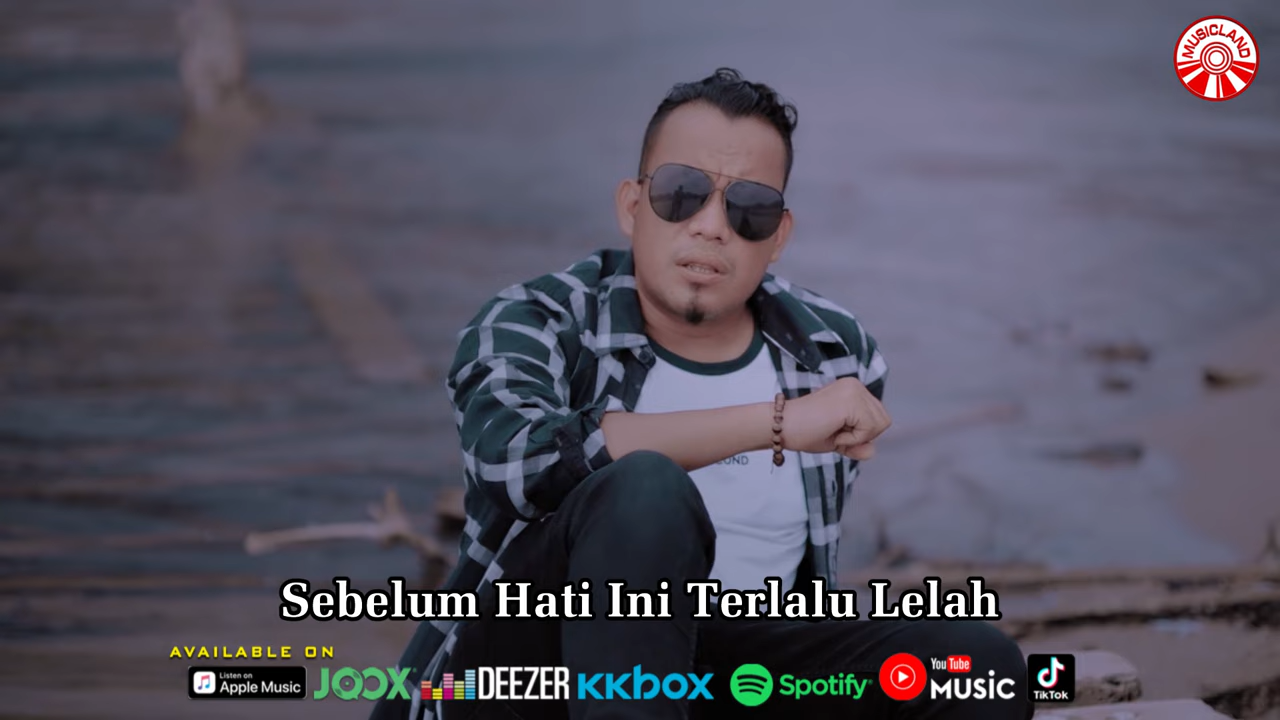 MUSICLAND
Sebelum Hati Ini Terlalu Lelah
AVAILABLE ON
Listen on
Apple Music
JOOX
DEEZER
KKBOX
Spotify
YouTube
MUSIC
TikTok